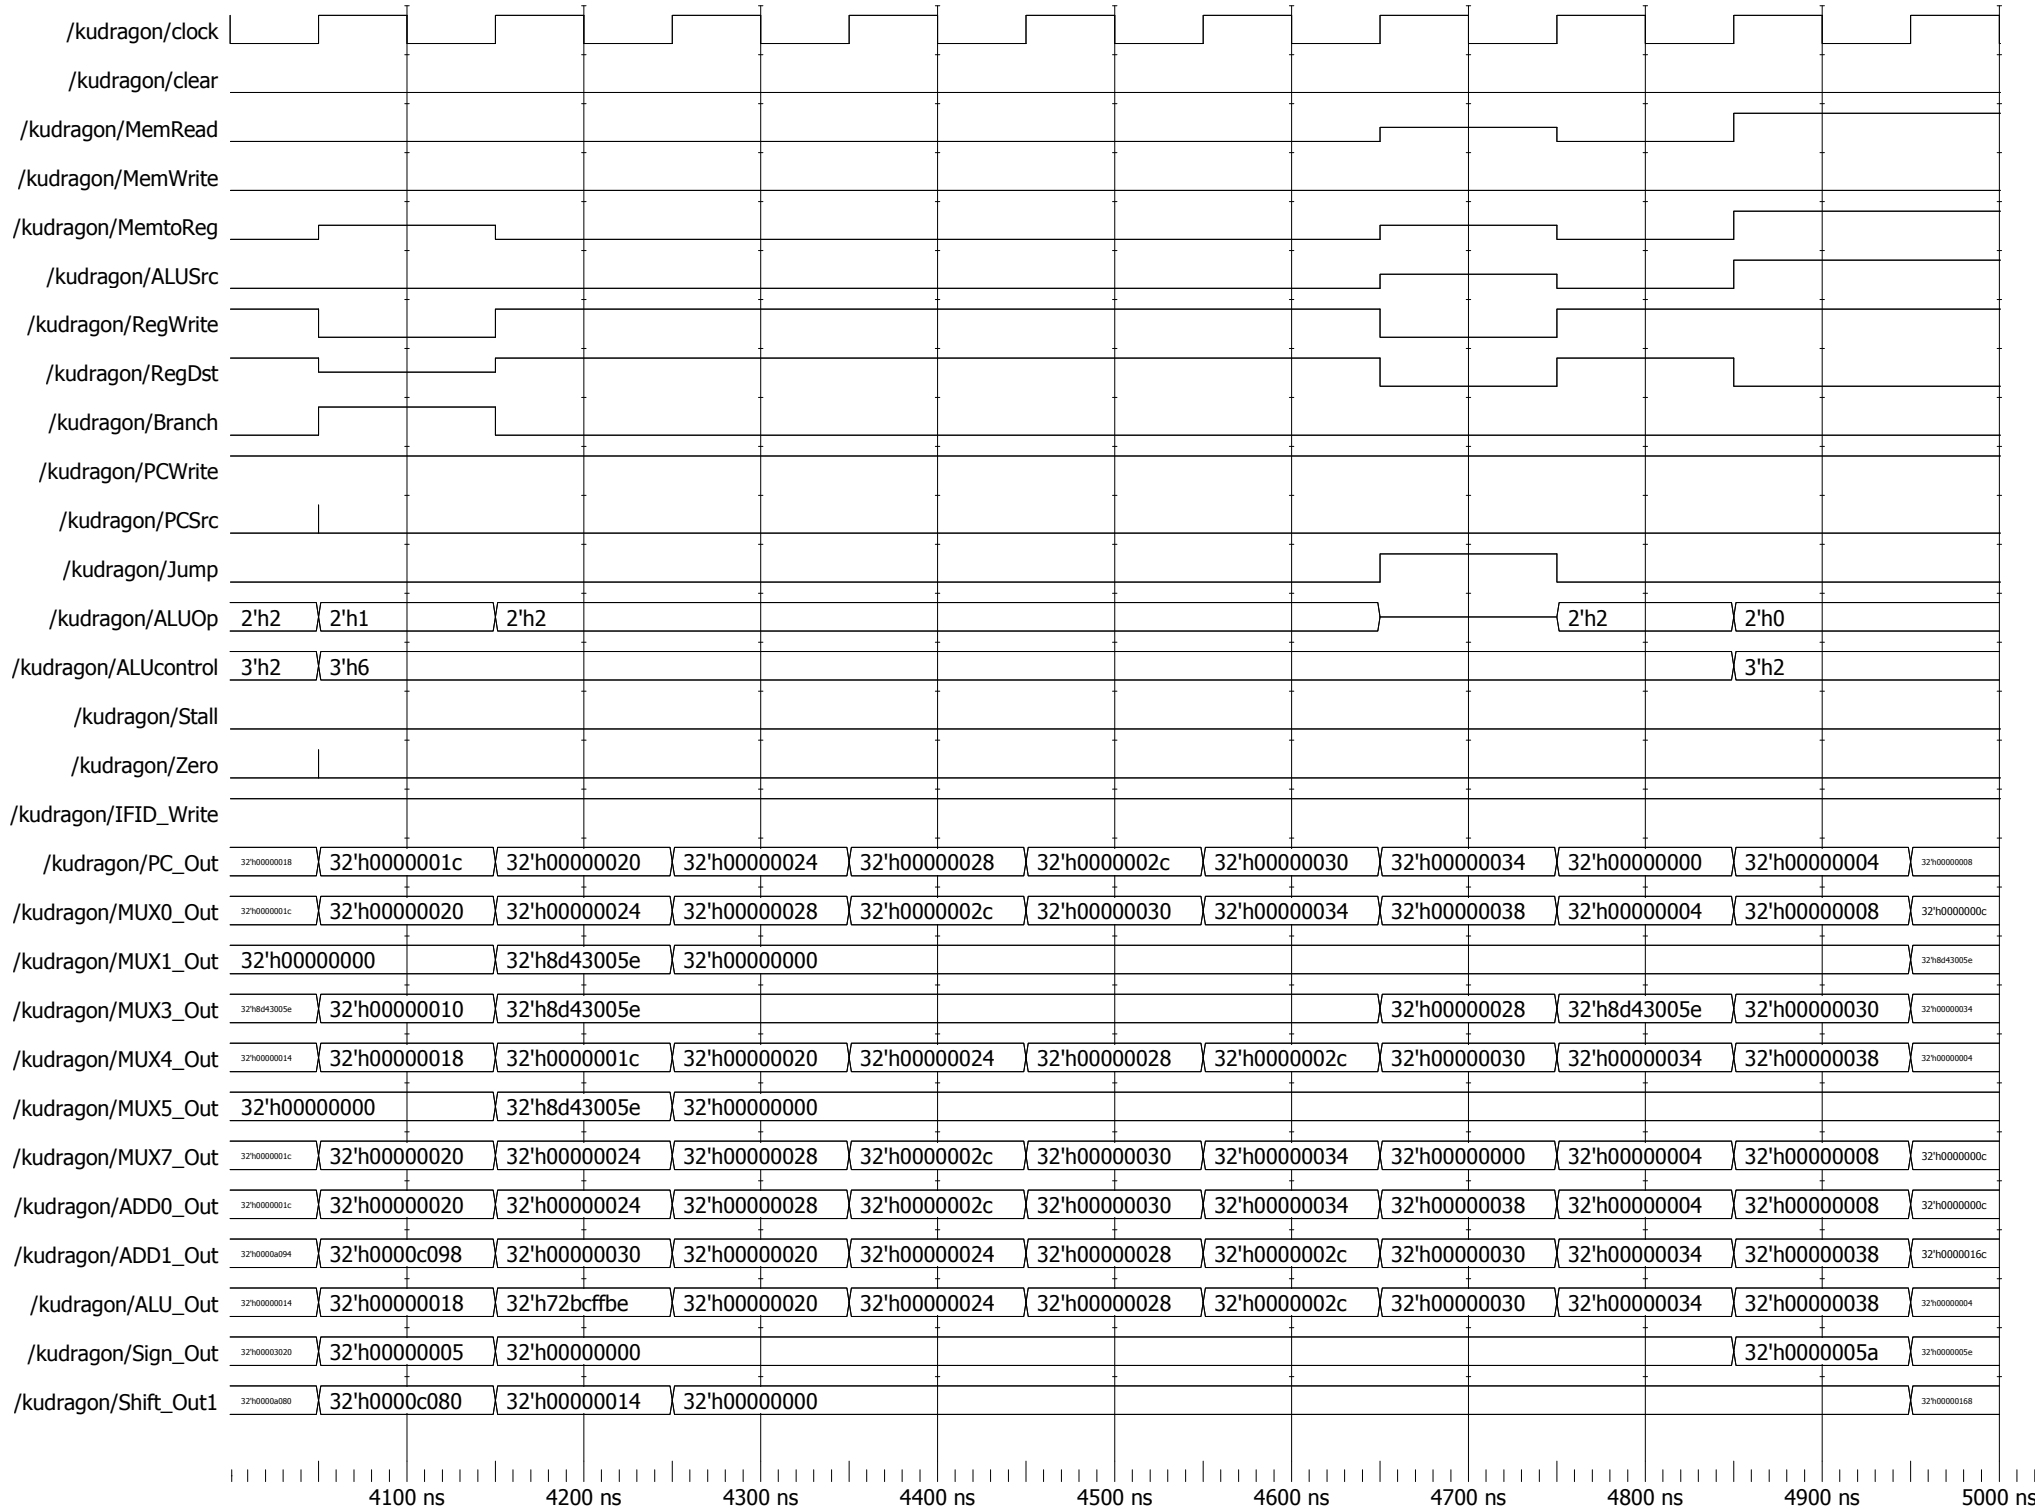 /kudragon/clock
/kudragon/clear
/kudragon/MemRead
/kudragon/MemWrite
/kudragon/MemtoReg
/kudragon/ALUSrc
/kudragon/RegWrite
/kudragon/RegDst
/kudragon/Branch
/kudragon/PCWrite
/kudragon/PCSrc
/kudragon/Jump
/kudragon/ALUOp 2'h2 2'h1 2'h2 2'h2 2'h0
/kudragon/ALUcontrol 3'h2 3'h6 3'h2
/kudragon/Stall
/kudragon/Zero
/kudragon/IFID_Write
/kudragon/PC_Out 32'h00000018 32'h0000001c 32'h00000020 32'h00000024 32'h00000028 32'h0000002c 32'h00000030 32'h00000034 32'h00000000 32'h00000004 32'h00000008
/kudragon/MUX0_Out 32'h0000001c 32'h00000020 32'h00000024 32'h00000028 32'h0000002c 32'h00000030 32'h00000034 32'h00000038 32'h00000004 32'h00000008 32'h0000000c
/kudragon/MUX1_Out 32'h00000000 32'h8d43005e 32'h00000000 32'h8d43005e
/kudragon/MUX3_Out 32'h8d43005e 32'h00000010 32'h8d43005e 32'h00000028 32'h8d43005e 32'h00000030 32'h00000034
/kudragon/MUX4_Out 32'h00000014 32'h00000018 32'h0000001c 32'h00000020 32'h00000024 32'h00000028 32'h0000002c 32'h00000030 32'h00000034 32'h00000038 32'h00000004
/kudragon/MUX5_Out 32'h00000000 32'h8d43005e 32'h00000000
/kudragon/MUX7_Out 32'h0000001c 32'h00000020 32'h00000024 32'h00000028 32'h0000002c 32'h00000030 32'h00000034 32'h00000000 32'h00000004 32'h00000008 32'h0000000c
/kudragon/ADD0_Out 32'h0000001c 32'h00000020 32'h00000024 32'h00000028 32'h0000002c 32'h00000030 32'h00000034 32'h00000038 32'h00000004 32'h00000008 32'h0000000c
/kudragon/ADD1_Out 32'h0000a094 32'h0000c098 32'h00000030 32'h00000020 32'h00000024 32'h00000028 32'h0000002c 32'h00000030 32'h00000034 32'h00000038 32'h0000016c
/kudragon/ALU_Out 32'h00000014 32'h00000018 32'h72bcffbe 32'h00000020 32'h00000024 32'h00000028 32'h0000002c 32'h00000030 32'h00000034 32'h00000038 32'h00000004
/kudragon/Sign_Out 32'h00003020 32'h00000005 32'h00000000 32'h0000005a 32'h0000005e
/kudragon/Shift_Out1 32'h0000a080 32'h0000c080 32'h00000014 32'h00000000 32'h00000168
4100 ns 4200 ns 4300 ns 4400 ns 4500 ns 4600 ns 4700 ns 4800 ns 4900 ns 5000 ns